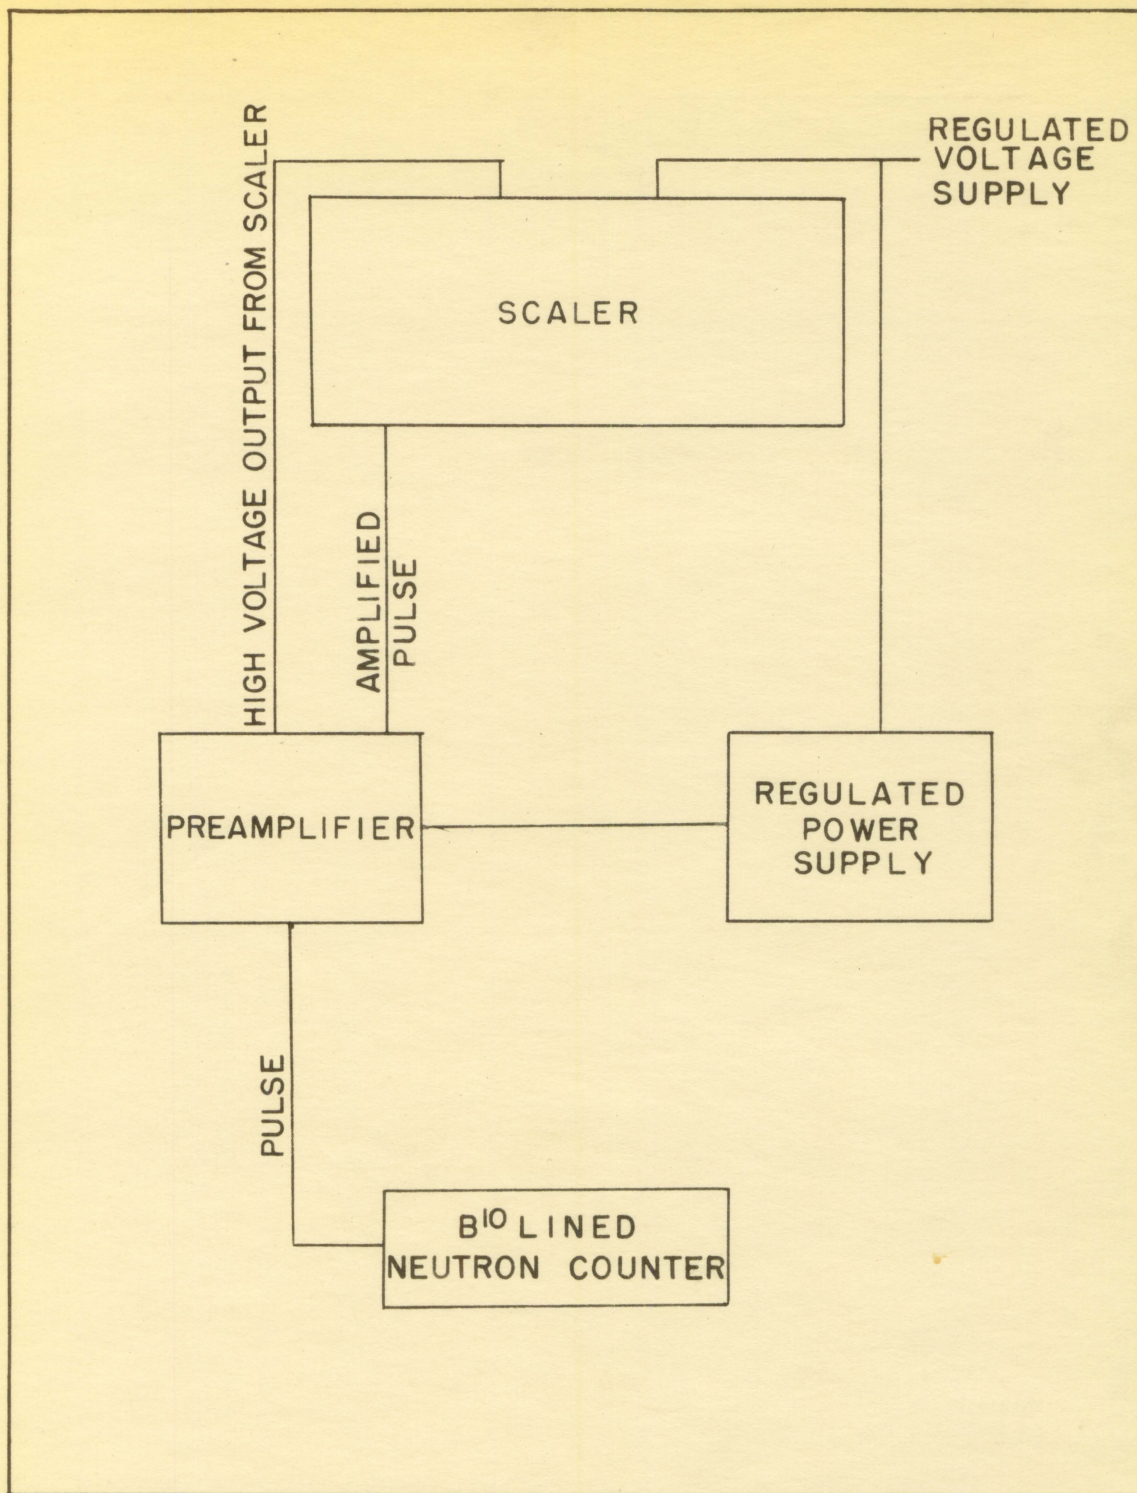 REGULATED
VOLTAGE
SUPPLY
HIGH VOLTAGE OUTPUT FROM SCALER
SCALER
AMPLIFIED
PULSE
PREAMPLIFIER
REGULATED
POWER
SUPPLY
PULSE
B¹⁰ LINED
NEUTRON COUNTER